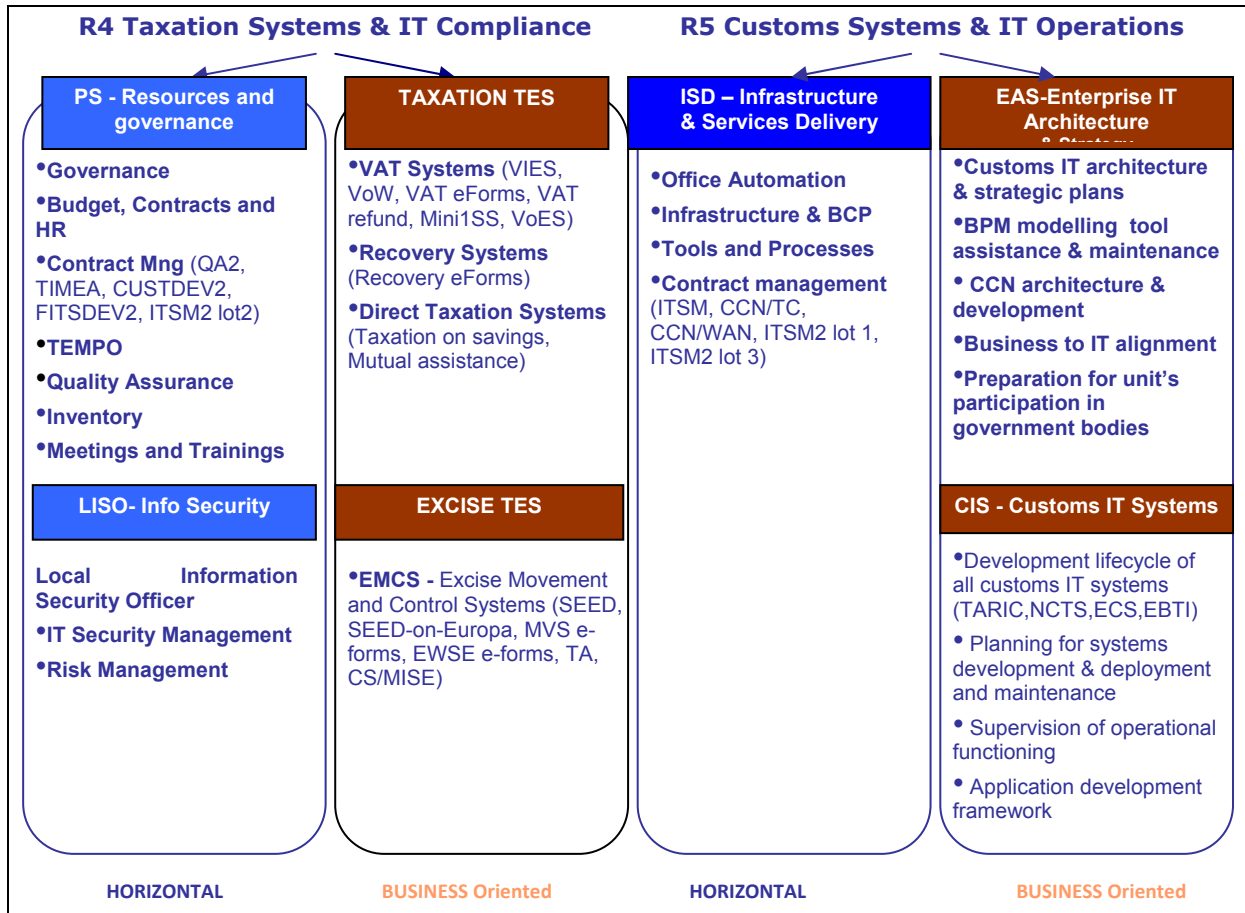 R4 Taxation Systems & IT Compliance
R5 Customs Systems & IT Operations
PS - Resources and
governance
•Governance
•Budget, Contracts and
HR
•Contract Mng (QA2,
TIMEA, CUSTDEV2,
FITSDEV2, ITSM2 lot2)
•TEMPO
•Quality Assurance
•Inventory
•Meetings and Trainings
LISO- Info Security
Local Information
Security Officer
•IT Security Management
•Risk Management
HORIZONTAL
TAXATION TES
•VAT Systems (VIES,
VoW, VAT eForms, VAT
refund, Mini1SS, VoES)
•Recovery Systems
(Recovery eForms)
•Direct Taxation Systems
(Taxation on savings,
Mutual assistance)
EXCISE TES
•EMCS - Excise Movement
and Control Systems (SEED,
SEED-on-Europa, MVS e-
forms, EWSE e-forms, TA,
CS/MISE)
BUSINESS Oriented
ISD – Infrastructure
& Services Delivery
•Office Automation
•Infrastructure & BCP
•Tools and Processes
•Contract management
(ITSM, CCN/TC,
CCN/WAN, ITSM2 lot 1,
ITSM2 lot 3)
HORIZONTAL
EAS-Enterprise IT
Architecture
& Strategy
•Customs IT architecture
& strategic plans
•BPM modelling tool
assistance & maintenance
• CCN architecture &
development
•Business to IT alignment
•Preparation for unit's
participation in
government bodies
CIS - Customs IT Systems
•Development lifecycle of
all customs IT systems
(TARIC,NCTS,ECS,EBTI)
• Planning for systems
development & deployment
and maintenance
• Supervision of operational
functioning
• Application development
framework
BUSINESS Oriented